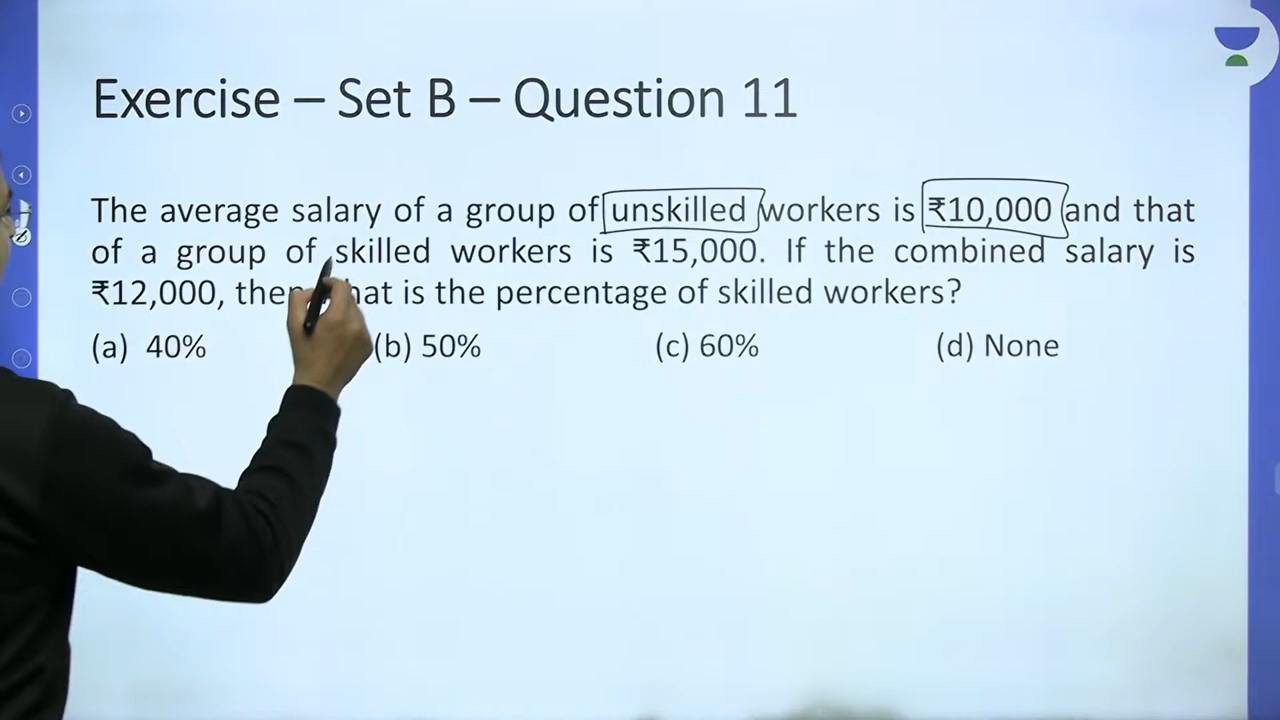 Exercise – Set B – Question 11
The average salary of a group of unskilled workers is ₹10,000 and that
of a group of skilled workers is ₹15,000. If the combined salary is
₹12,000, then what is the percentage of skilled workers?
(a) 40% (b) 50% (c) 60% (d) None